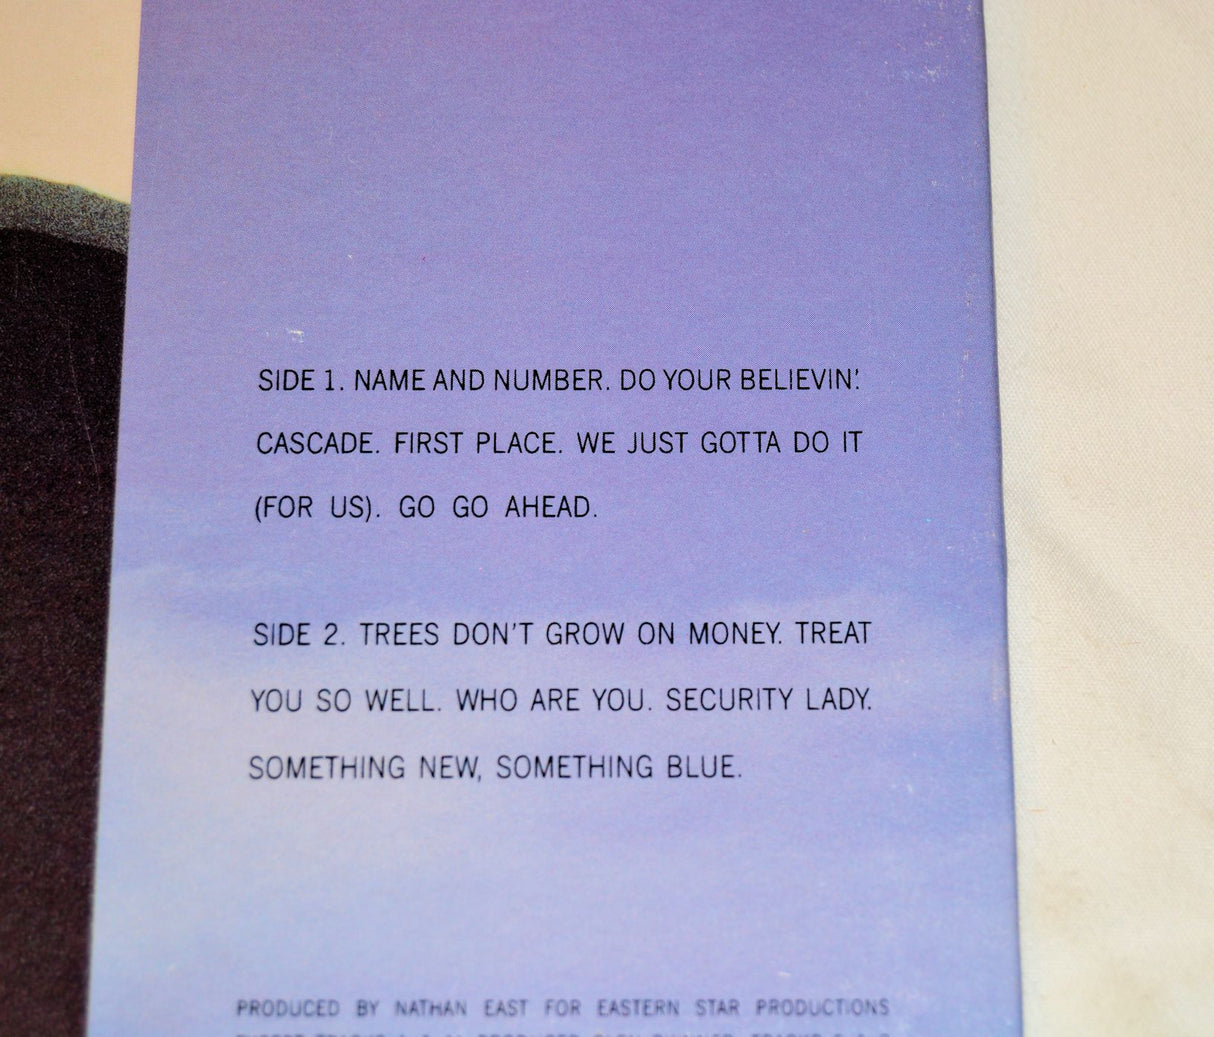 SIDE 1. NAME AND NUMBER. DO YOUR BELIEVIN'.
CASCADE. FIRST PLACE. WE JUST GOTTA DO IT
(FOR US). GO GO AHEAD.
SIDE 2. TREES DON'T GROW ON MONEY. TREAT
YOU SO WELL. WHO ARE YOU. SECURITY LADY.
SOMETHING NEW, SOMETHING BLUE.
PRODUCED BY NATHAN EAST FOR EASTERN STAR PRODUCTIONS